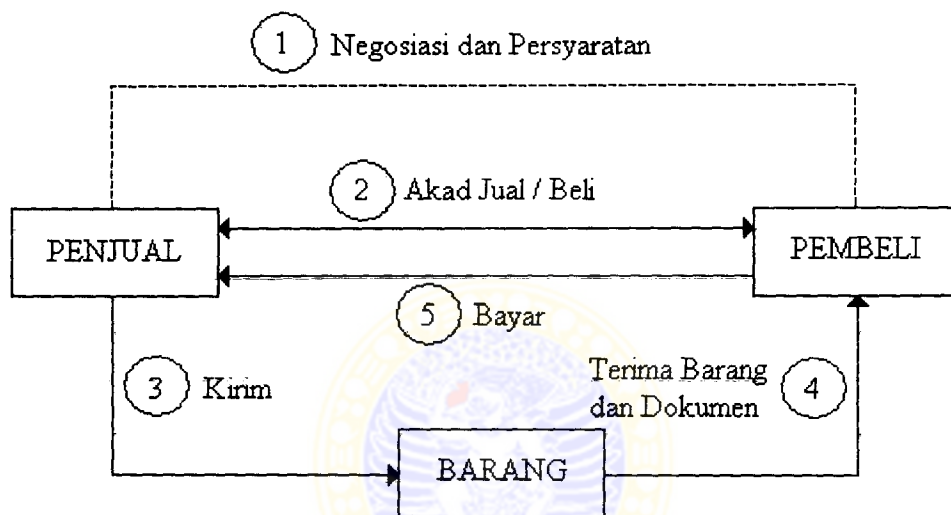 1 Negosiasi dan Persyaratan
2 Akad Jual / Beli
PENJUAL
PEMBELI
5 Bayar
3 Kirim
Terima Barang
dan Dokumen
4
BARANG